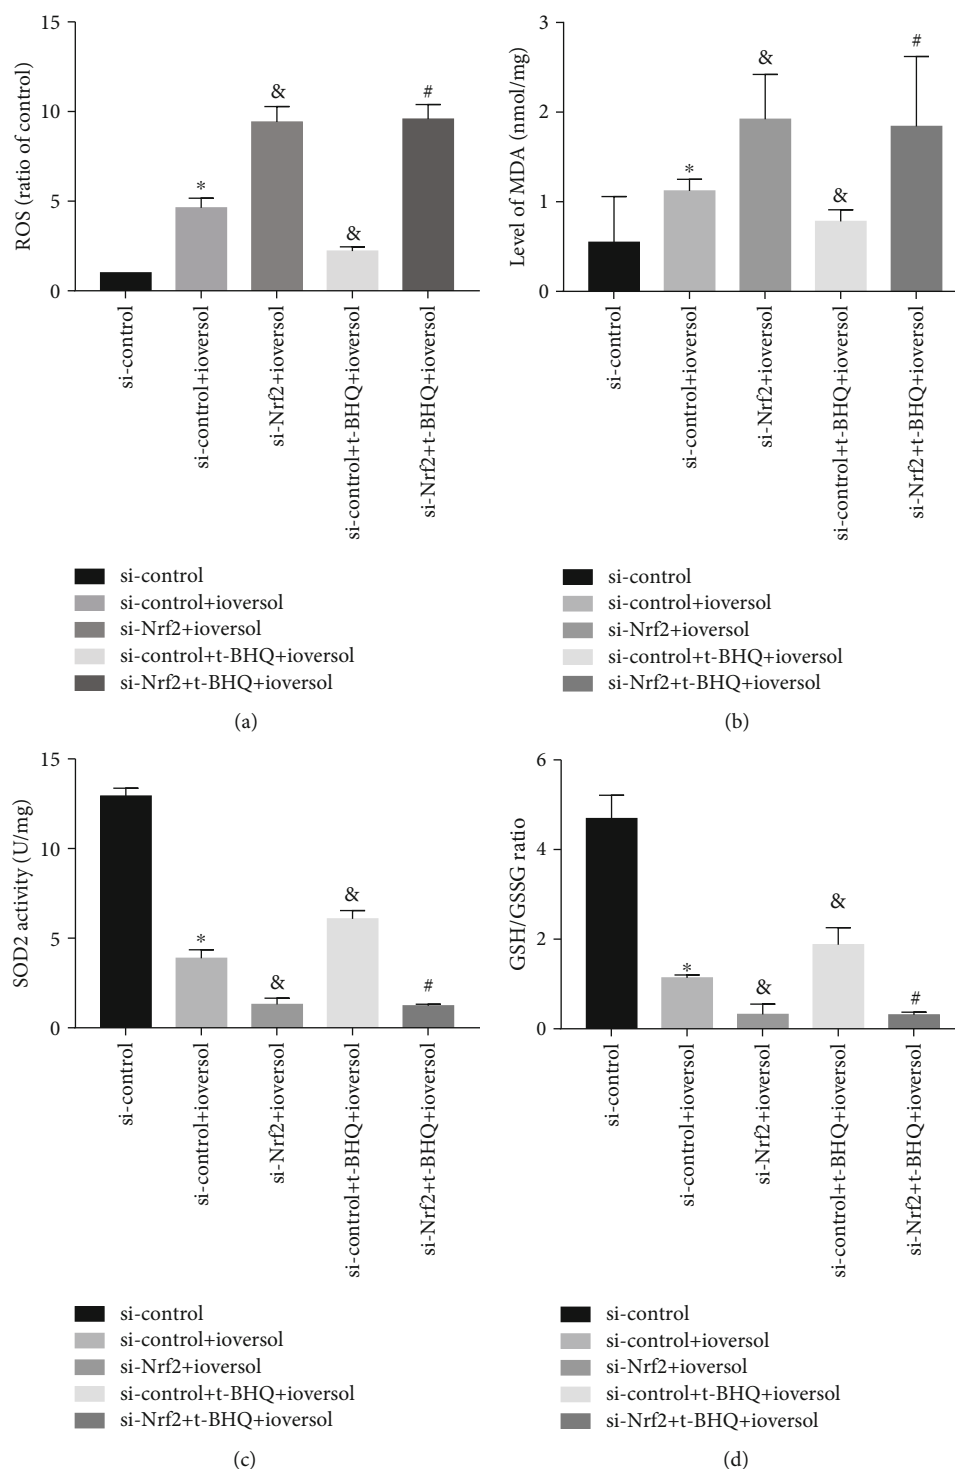 ROS (ratio of control)
15
10
5
0
*
&
&
#
si-control
si-control+ioversol
si-Nrf2+ioversol
si-control+t-BHQ+ioversol
si-Nrf2+t-BHQ+ioversol
si-control
si-control+ioversol
si-Nrf2+ioversol
si-control+t-BHQ+ioversol
si-Nrf2+t-BHQ+ioversol
(a)
Level of MDA (nmol/mg)
3
2
1
0
*
&
&
#
si-control
si-control+ioversol
si-Nrf2+ioversol
si-control+t-BHQ+ioversol
si-Nrf2+t-BHQ+ioversol
si-control
si-control+ioversol
si-Nrf2+ioversol
si-control+t-BHQ+ioversol
si-Nrf2+t-BHQ+ioversol
(b)
SOD2 activity (U/mg)
15
10
5
0
*
&
&
#
si-control
si-control+ioversol
si-Nrf2+ioversol
si-control+t-BHQ+ioversol
si-Nrf2+t-BHQ+ioversol
si-control
si-control+ioversol
si-Nrf2+ioversol
si-control+t-BHQ+ioversol
si-Nrf2+t-BHQ+ioversol
(c)
GSH/GSSG ratio
6
4
2
0
*
&
&
#
si-control
si-control+ioversol
si-Nrf2+ioversol
si-control+t-BHQ+ioversol
si-Nrf2+t-BHQ+ioversol
si-control
si-control+ioversol
si-Nrf2+ioversol
si-control+t-BHQ+ioversol
si-Nrf2+t-BHQ+ioversol
(d)